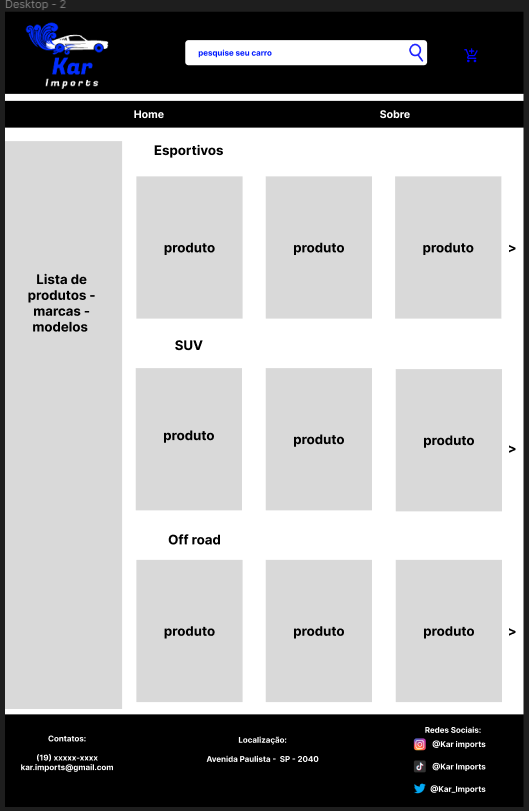 Desktop - 2
Kar
Imports
pesquise seu carro
Home
Sobre
Esportivos
Lista de
produtos -
marcas -
modelos
produto
produto
produto
>
SUV
produto
produto
produto
>
Off road
produto
produto
produto
>
Contatos:
(19) xxxxx-xxxx
kar.imports@gmail.com
Localização:
Avenida Paulista - SP - 2040
Redes Sociais:
@Kar imports
@Kar Imports
@Kar_Imports